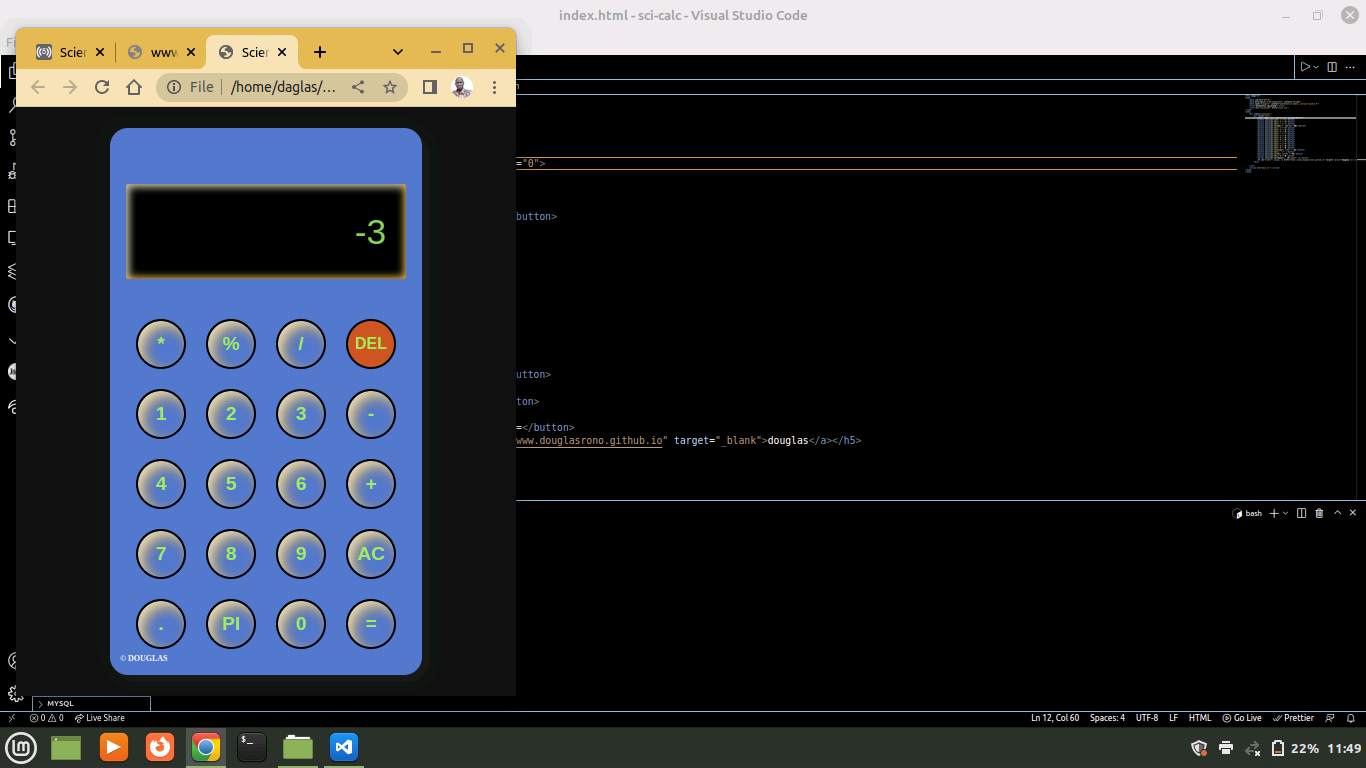 index.html - sci-calc - Visual Studio Code
Scier
www
Scier
File
/home/daglas/...
="0">
-3
button>
* % / DEL
1 2 3 -
4 5 6 +
7 8 9 AC
. PI 0 =
© DOUGLAS
utton>
ton>
=</button>
www.douglasrono.github.io" target="_blank">douglas</a></h5>
bash
MYSQL
0 0 Live Share
Ln 12, Col 60 Spaces: 4 UTF-8 LF HTML Go Live Prettier
22% 11:49